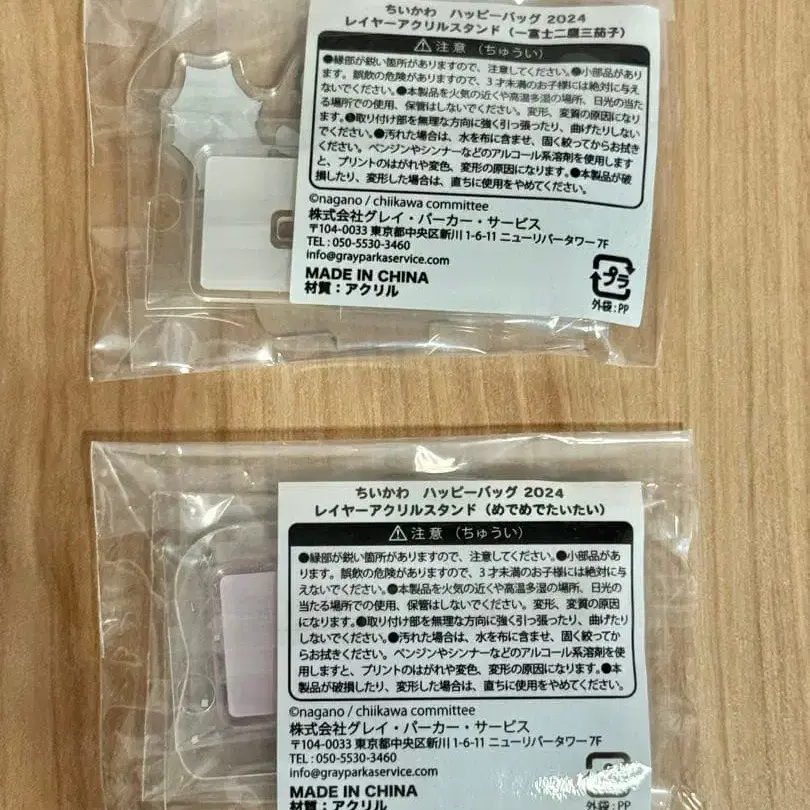 ちいかわ ハッピーバッグ 2024
レイヤーアクリルスタンド（一富士二鷹三茄子）
注意（ちゅうい）
●縁部が鋭い箇所がありますので、注意してください。●小部品があり
ます。誤飲の危険がありますので、3才未満のお子様には絶対に与え
ないでください。●本製品を火気の近くや高温多湿の場所、日光の当た
る場所での使用、保管はしないでください。変形、変質の原因になり
ます。●取り付け部を無理な方向に強く引っ張ったり、曲げたりしない
でください。●汚れた場合は、水を布に含ませ、固く絞ってからお拭き
ください。ベンジンやシンナーなどのアルコール系溶剤を使用します
と、プリントのはがれや変色、変形の原因になります。●本製品が破
損したり、変形した場合は、直ちに使用をやめてください。
©nagano / chiikawa committee
株式会社グレイ・パーカー・サービス
〒104-0033 東京都中央区新川 1-6-11 ニューリバータワー 7F
TEL : 050-5530-3460
info@grayparkaservice.com
MADE IN CHINA
材質：アクリル
プラ
外袋 : PP
ちいかわ ハッピーバッグ 2024
レイヤーアクリルスタンド（めでめでたいたい）
注意（ちゅうい）
●縁部が鋭い箇所がありますので、注意してください。●小部品があ
ります。誤飲の危険がありますので、3才未満のお子様には絶対に与
えないでください。●本製品を火気の近くや高温多湿の場所、日光の
当たる場所での使用、保管はしないでください。変形、変質の原因
になります。●取り付け部を無理な方向に強く引っ張ったり、曲げたり
しないでください。●汚れた場合は、水を布に含ませ、固く絞ってか
らお拭きください。ベンジンやシンナーなどのアルコール系溶剤を使
用しますと、プリントのはがれや変色、変形の原因になります。●本
製品が破損したり、変形した場合は、直ちに使用をやめてください。
©nagano / chiikawa committee
株式会社グレイ・パーカー・サービス
〒104-0033 東京都中央区新川 1-6-11 ニューリバータワー 7F
TEL : 050-5530-3460
info@grayparkaservice.com
MADE IN CHINA
材質：アクリル
外袋 : PP